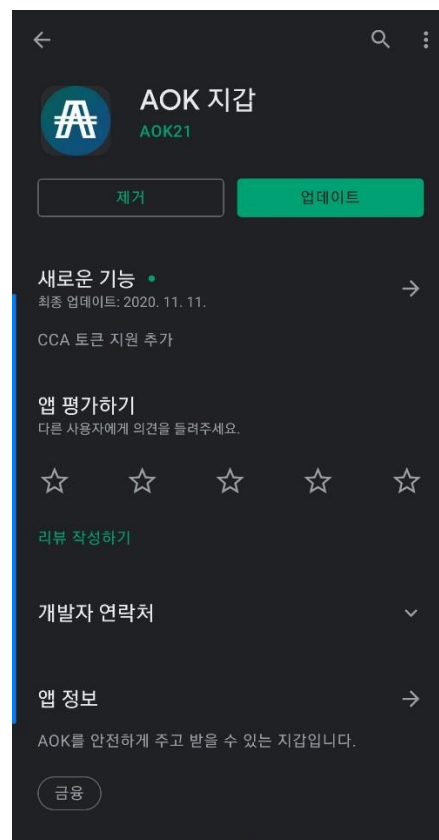 AOK 지갑
AOK21
제거
업데이트
새로운 기능
최종 업데이트: 2020. 11. 11.
CCA 토큰 지원 추가
앱 평가하기
다른 사용자에게 의견을 들려주세요.
리뷰 작성하기
개발자 연락처
앱 정보
AOK를 안전하게 주고 받을 수 있는 지갑입니다.
금융